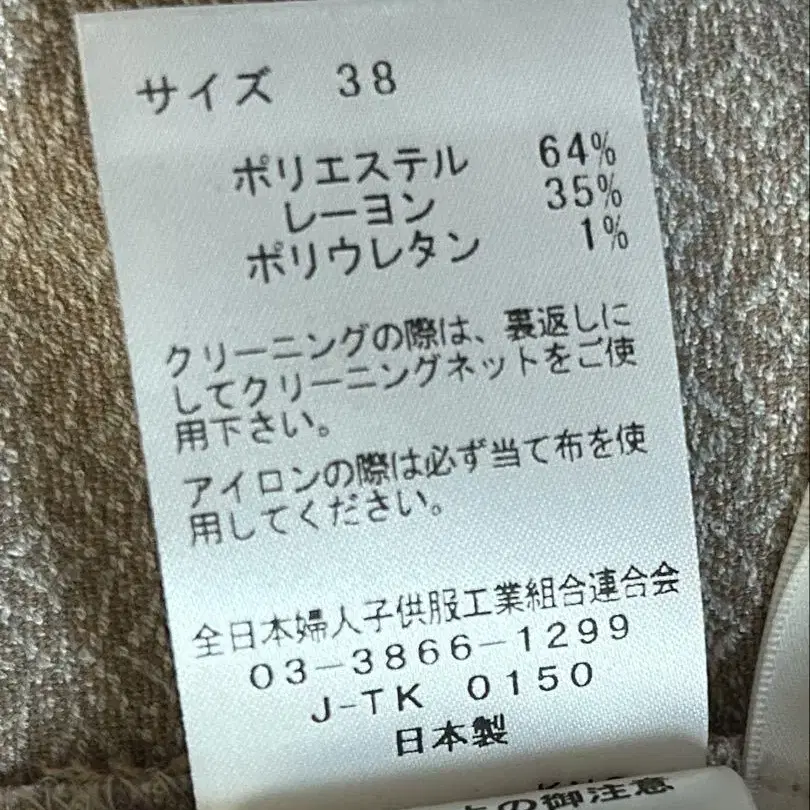 サイズ 38
ポリエステル 64%
レーヨン 35%
ポリウレタン 1%
クリーニングの際は、裏返しに
してクリーニングネットをご使
用下さい。
アイロンの際は必ず当て布を使
用してください。
全日本婦人子供服工業組合連合会
03-3866-1299
J-TK 0150
日本製
の御注意